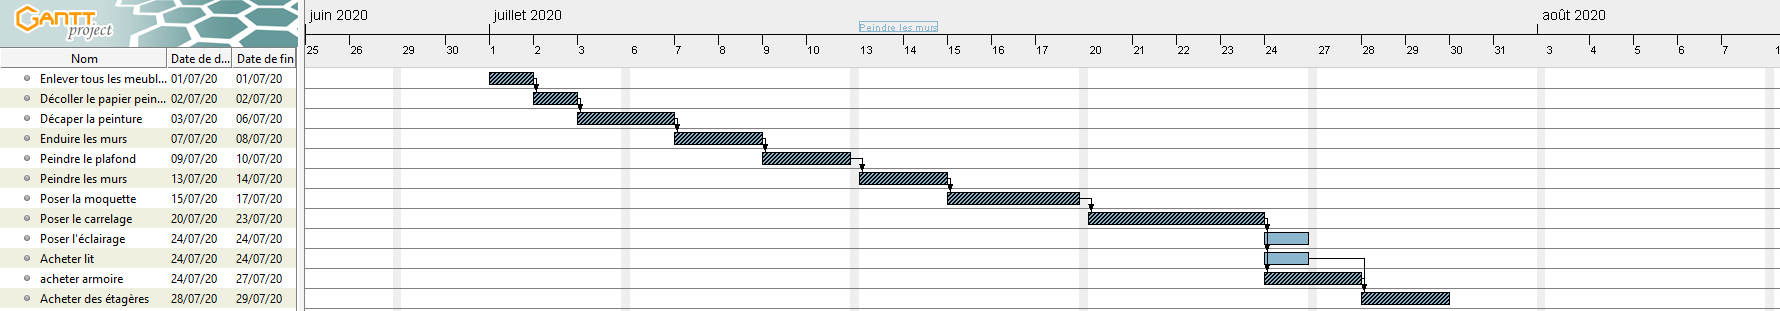 GANTT
project
juin 2020
juillet 2020
août 2020
Peindre les murs
25 26 29 30 1 2 3 6 7 8 9 10 13 14 15 16 17 20 21 22 23 24 27 28 29 30 31 3 4 5 6 7 1
Nom Date de d... Date de fin
Enlever tous les meubl... 01/07/20 01/07/20
Décoller le papier pein... 02/07/20 02/07/20
Décaper la peinture 03/07/20 06/07/20
Enduire les murs 07/07/20 08/07/20
Peindre le plafond 09/07/20 10/07/20
Peindre les murs 13/07/20 14/07/20
Poser la moquette 15/07/20 17/07/20
Poser le carrelage 20/07/20 23/07/20
Poser l'éclairage 24/07/20 24/07/20
Acheter lit 24/07/20 24/07/20
acheter armoire 24/07/20 27/07/20
Acheter des étagères 28/07/20 29/07/20